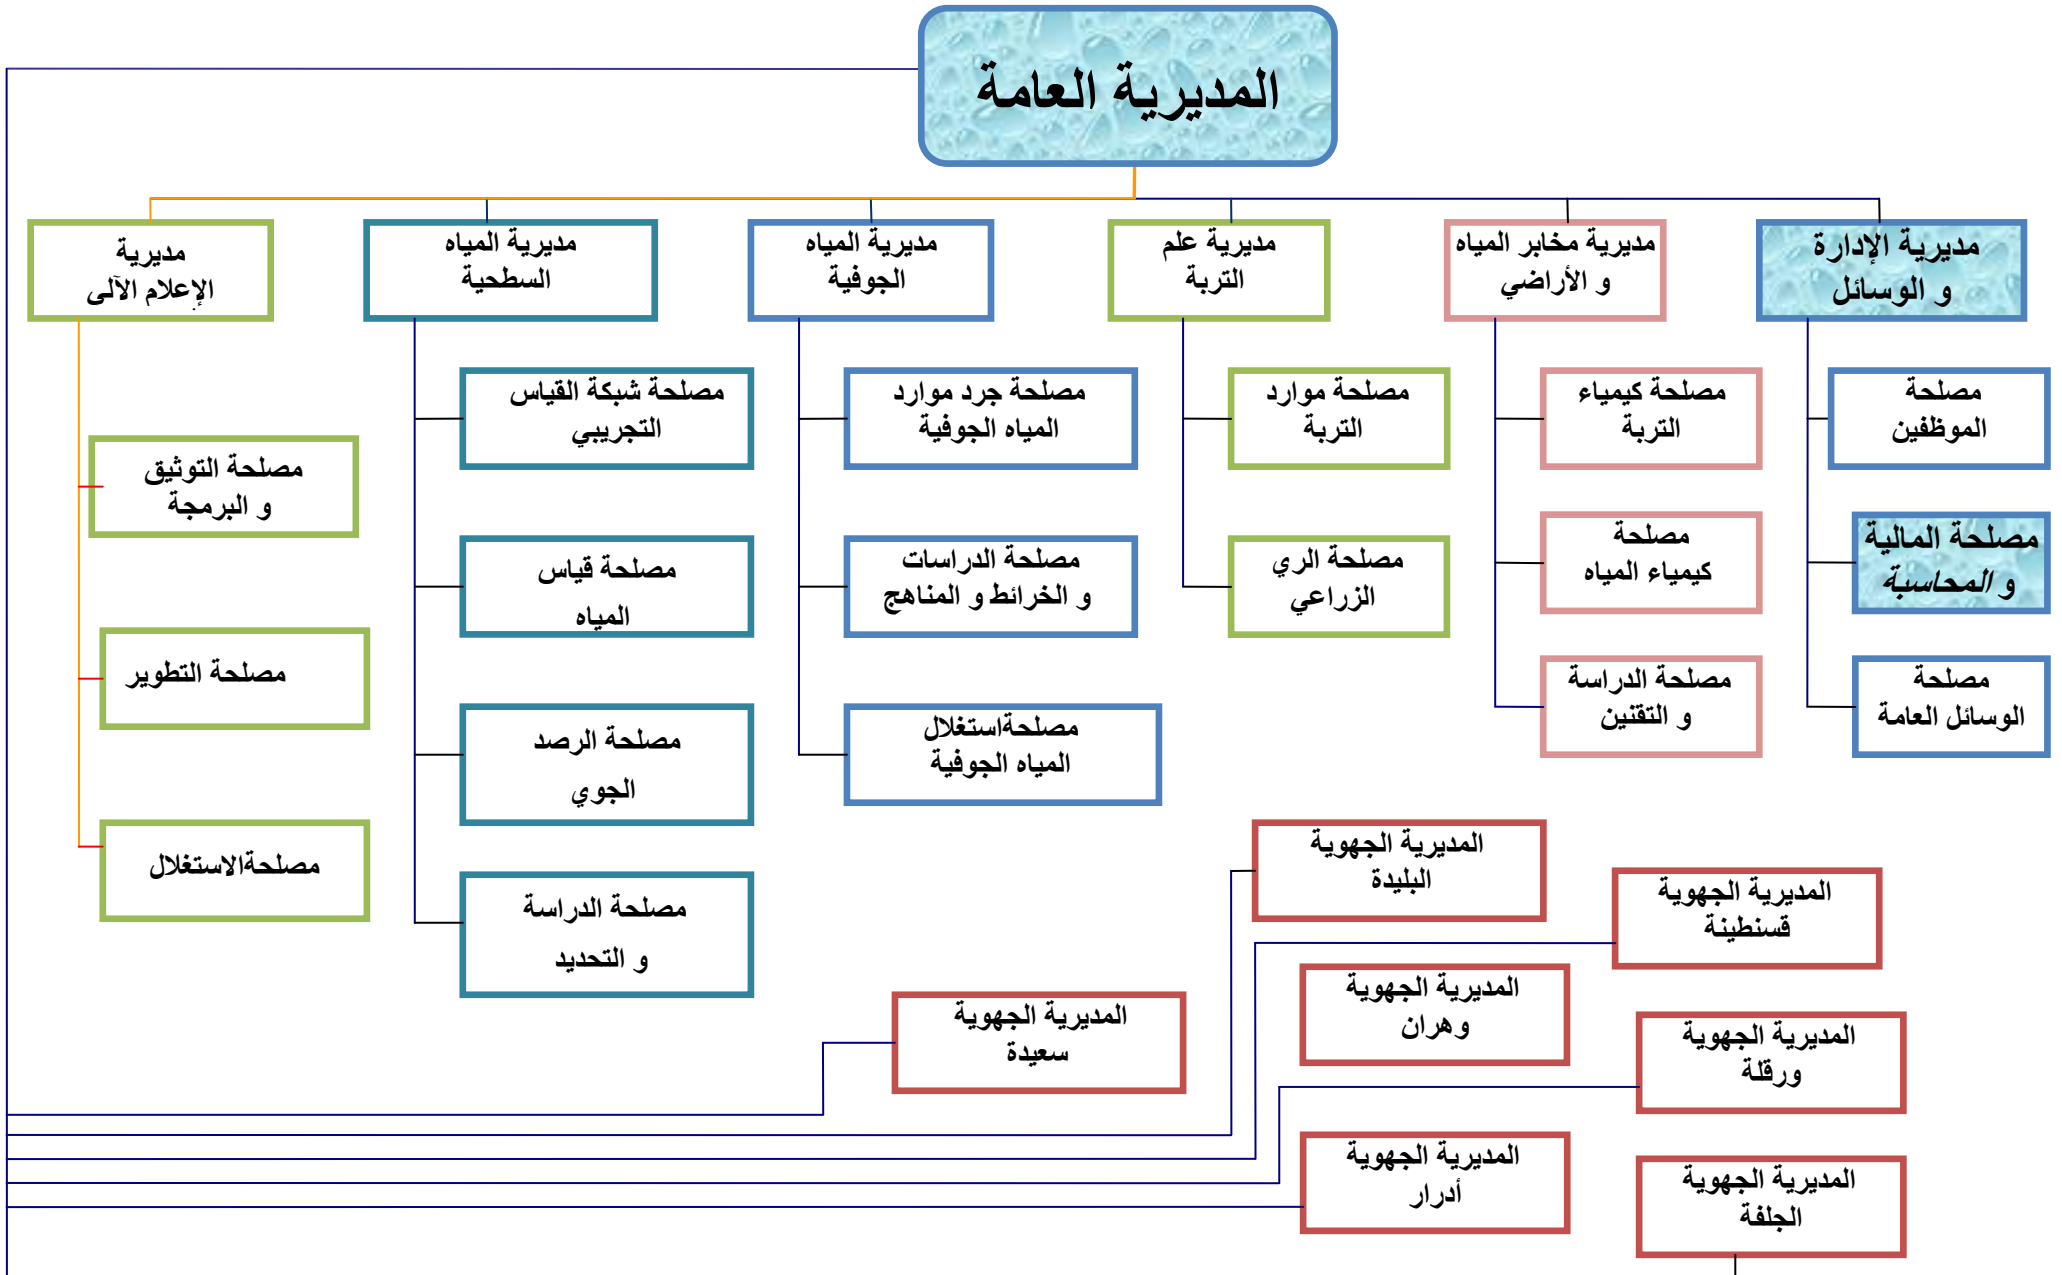 المديرية العامة
مديرية الإدارة
و الوسائل
مديرية مخابر المياه
و الأراضي
مديرية علم
التربة
مديرية المياه
الجوفية
مديرية المياه
السطحية
مديرية
الإعلام الآلى
مصلحة
الموظفين
مصلحة المالية
و المحاسبة
مصلحة
الوسائل العامة
مصلحة كيمياء
التربة
مصلحة
كيمياء المياه
مصلحة الدراسة
و التقنين
مصلحة موارد
التربة
مصلحة الري
الزراعي
مصلحة جرد موارد
المياه الجوفية
مصلحة الدراسات
و الخرائط و المناهج
مصلحةاستغلال
المياه الجوفية
مصلحة شبكة القياس
التجريبي
مصلحة قياس
المياه
مصلحة الرصد
الجوي
مصلحة الدراسة
و التحديد
مصلحة التوثيق
و البرمجة
مصلحة التطوير
مصلحةالاستغلال
المديرية الجهوية
البليدة
المديرية الجهوية
قسنطينة
المديرية الجهوية
وهران
المديرية الجهوية
سعيدة
المديرية الجهوية
ورقلة
المديرية الجهوية
أدرار
المديرية الجهوية
الجلفة